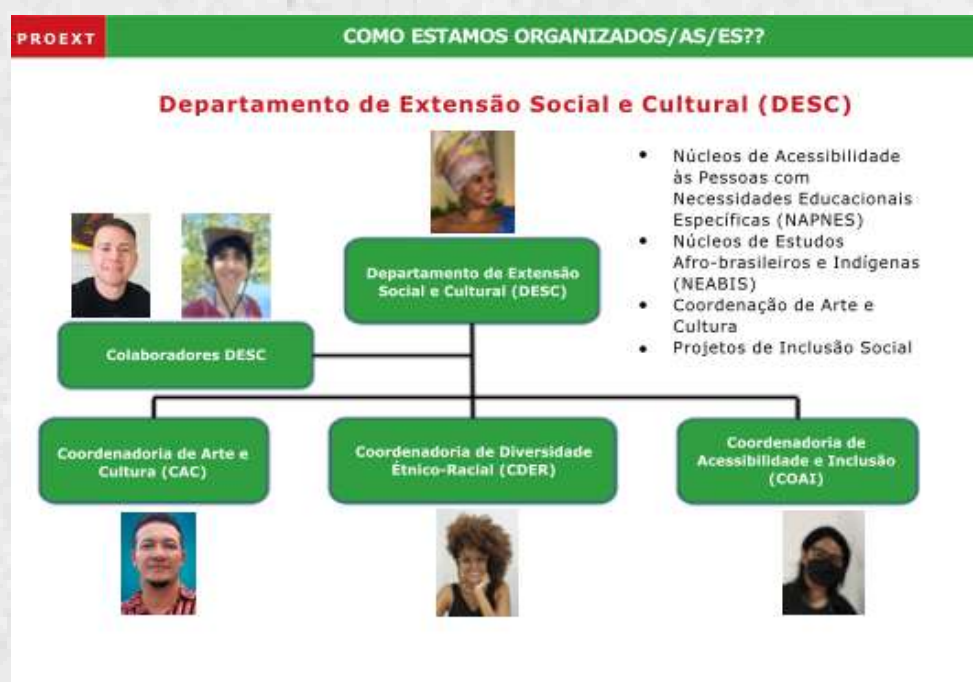 PROEXT
COMO ESTAMOS ORGANIZADOS/AS/ES??
Departamento de Extensão Social e Cultural (DESC)
• Núcleos de Acessibilidade
às Pessoas com
Necessidades Educacionais
Específicas (NAPNES)
• Núcleos de Estudos
Afro-brasileiros e Indígenas
(NEABIS)
• Coordenação de Arte e
Cultura
• Projetos de Inclusão Social
Departamento de Extensão
Social e Cultural (DESC)
Colaboradores DESC
Coordenadoria de Arte e
Cultura (CAC)
Coordenadoria de Diversidade
Étnico-Racial (CDER)
Coordenadoria de
Acessibilidade e Inclusão
(COAI)